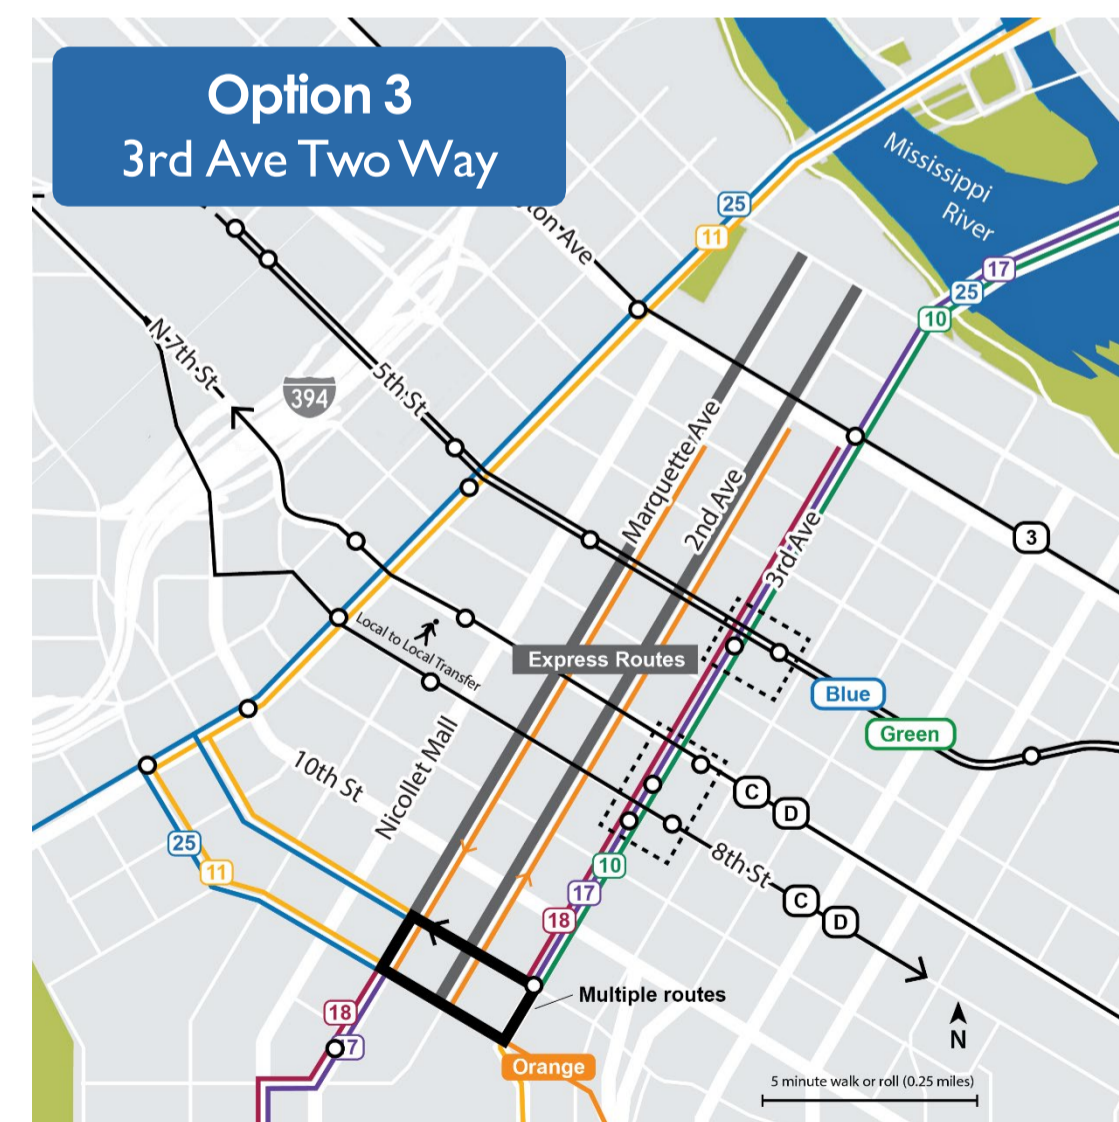 Option 3
3rd Ave Two Way
Mississippi
River
25
11
ton Ave
17
25
10
N 7th St
394
5th St
Marquette Ave
2nd Ave
3rd Ave
3
Local to Local Transfer
Express Routes
Blue
Green
Nicollet Mall
10th St
C
D
8th St
C
D
25
11
10
17
18
Multiple routes
18
17
Orange
N
5 minute walk or roll (0.25 miles)